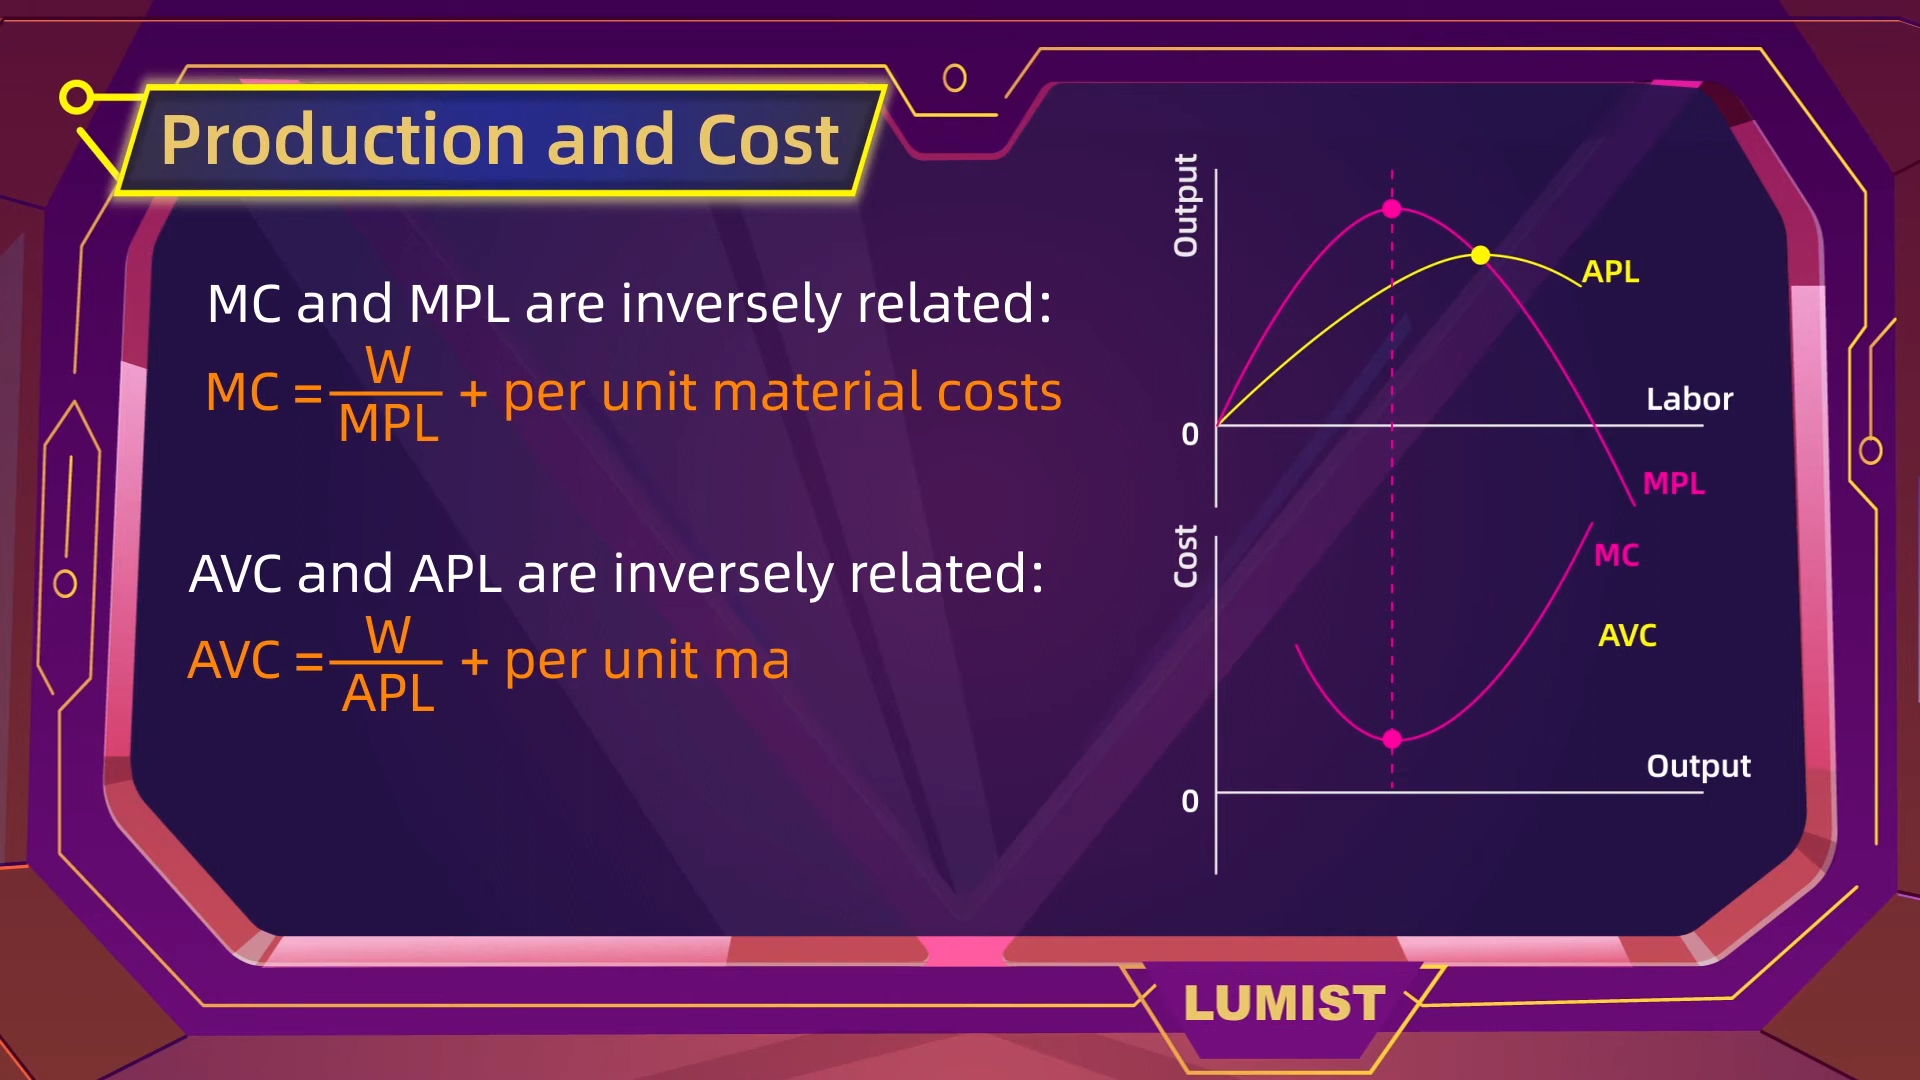 Production and Cost
MC and MPL are inversely related:
MC = W/MPL + per unit material costs
AVC and APL are inversely related:
AVC = W/APL + per unit ma
Output
APL
Labor
0
MPL
Cost
MC
AVC
Output
0
LUMIST